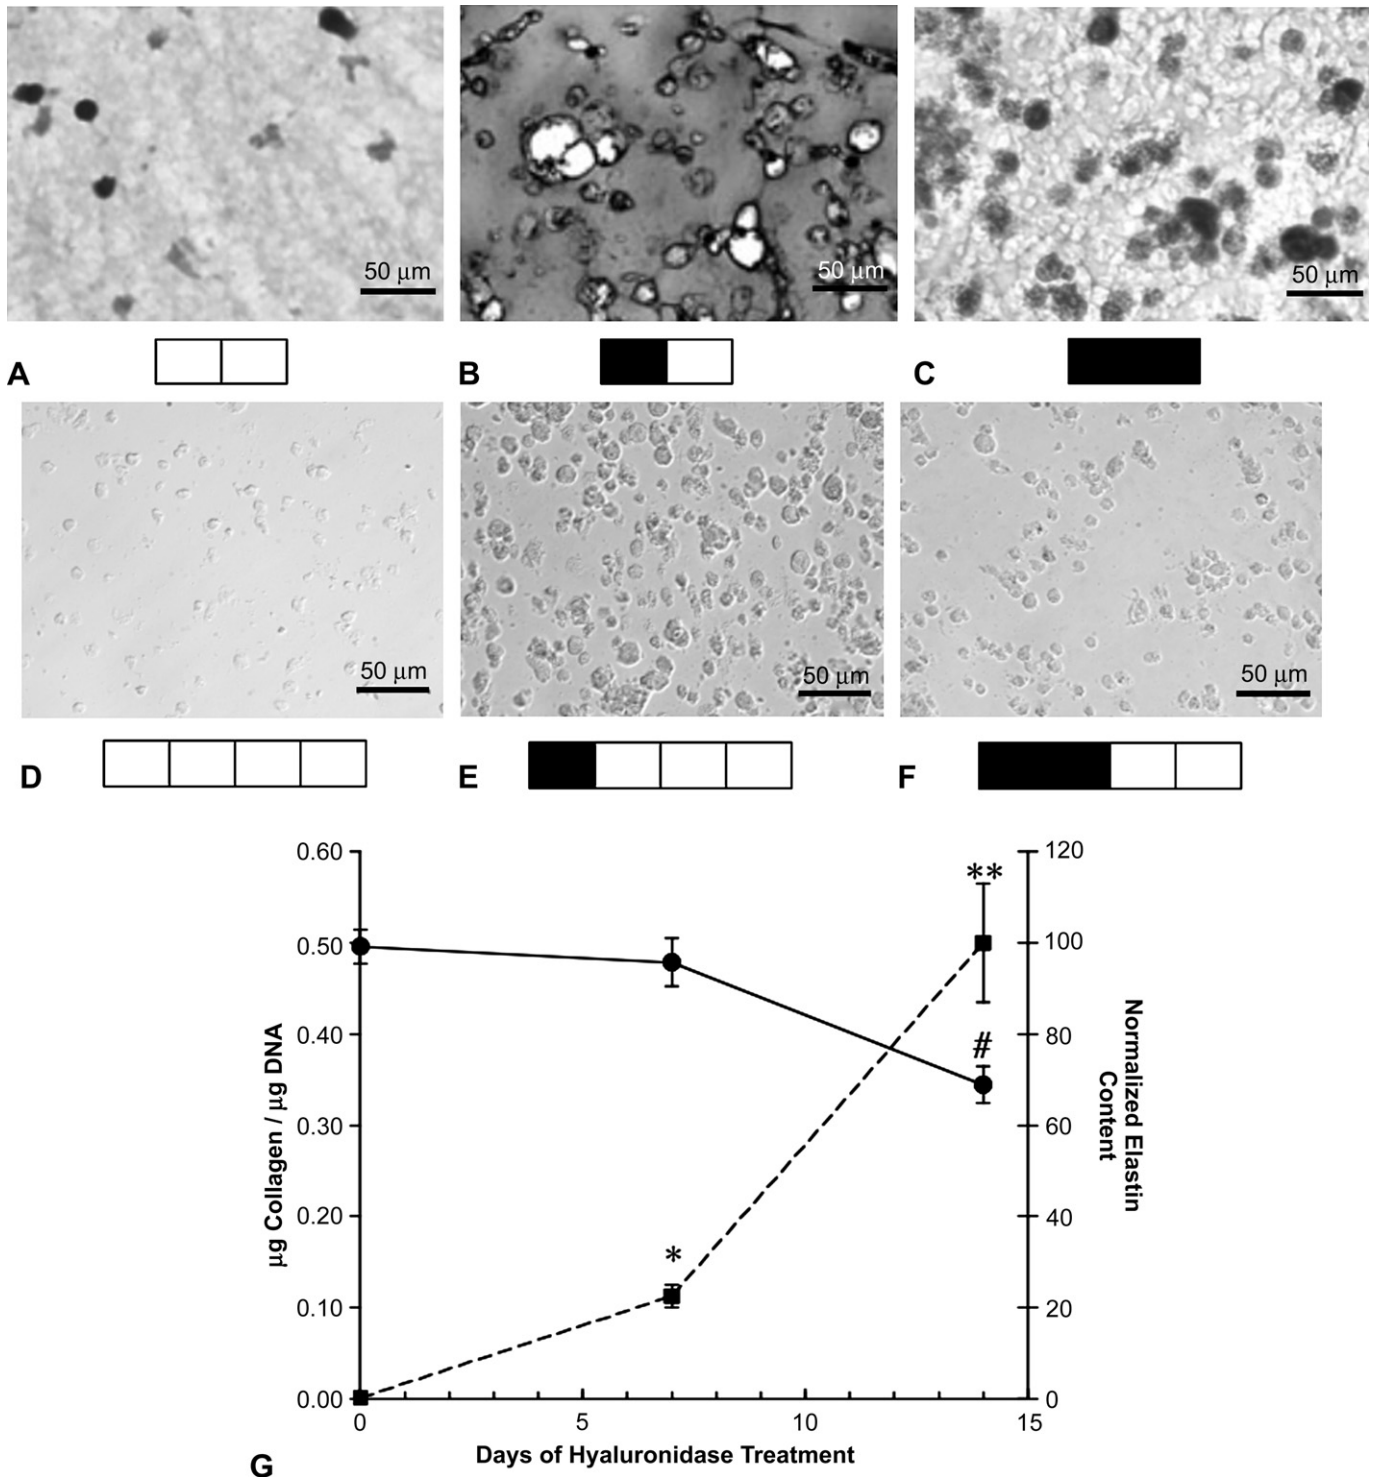 50 μm
50 μm
50 μm
A
B
C
50 μm
50 μm
50 μm
D
E
F
0.60
0.50
0.40
0.30
0.20
0.10
0.00
μg Collagen / μg DNA
**
#
*
120
100
80
60
40
20
0
Normalized Elastin
Content
0
5
10
15
Days of Hyaluronidase Treatment
G